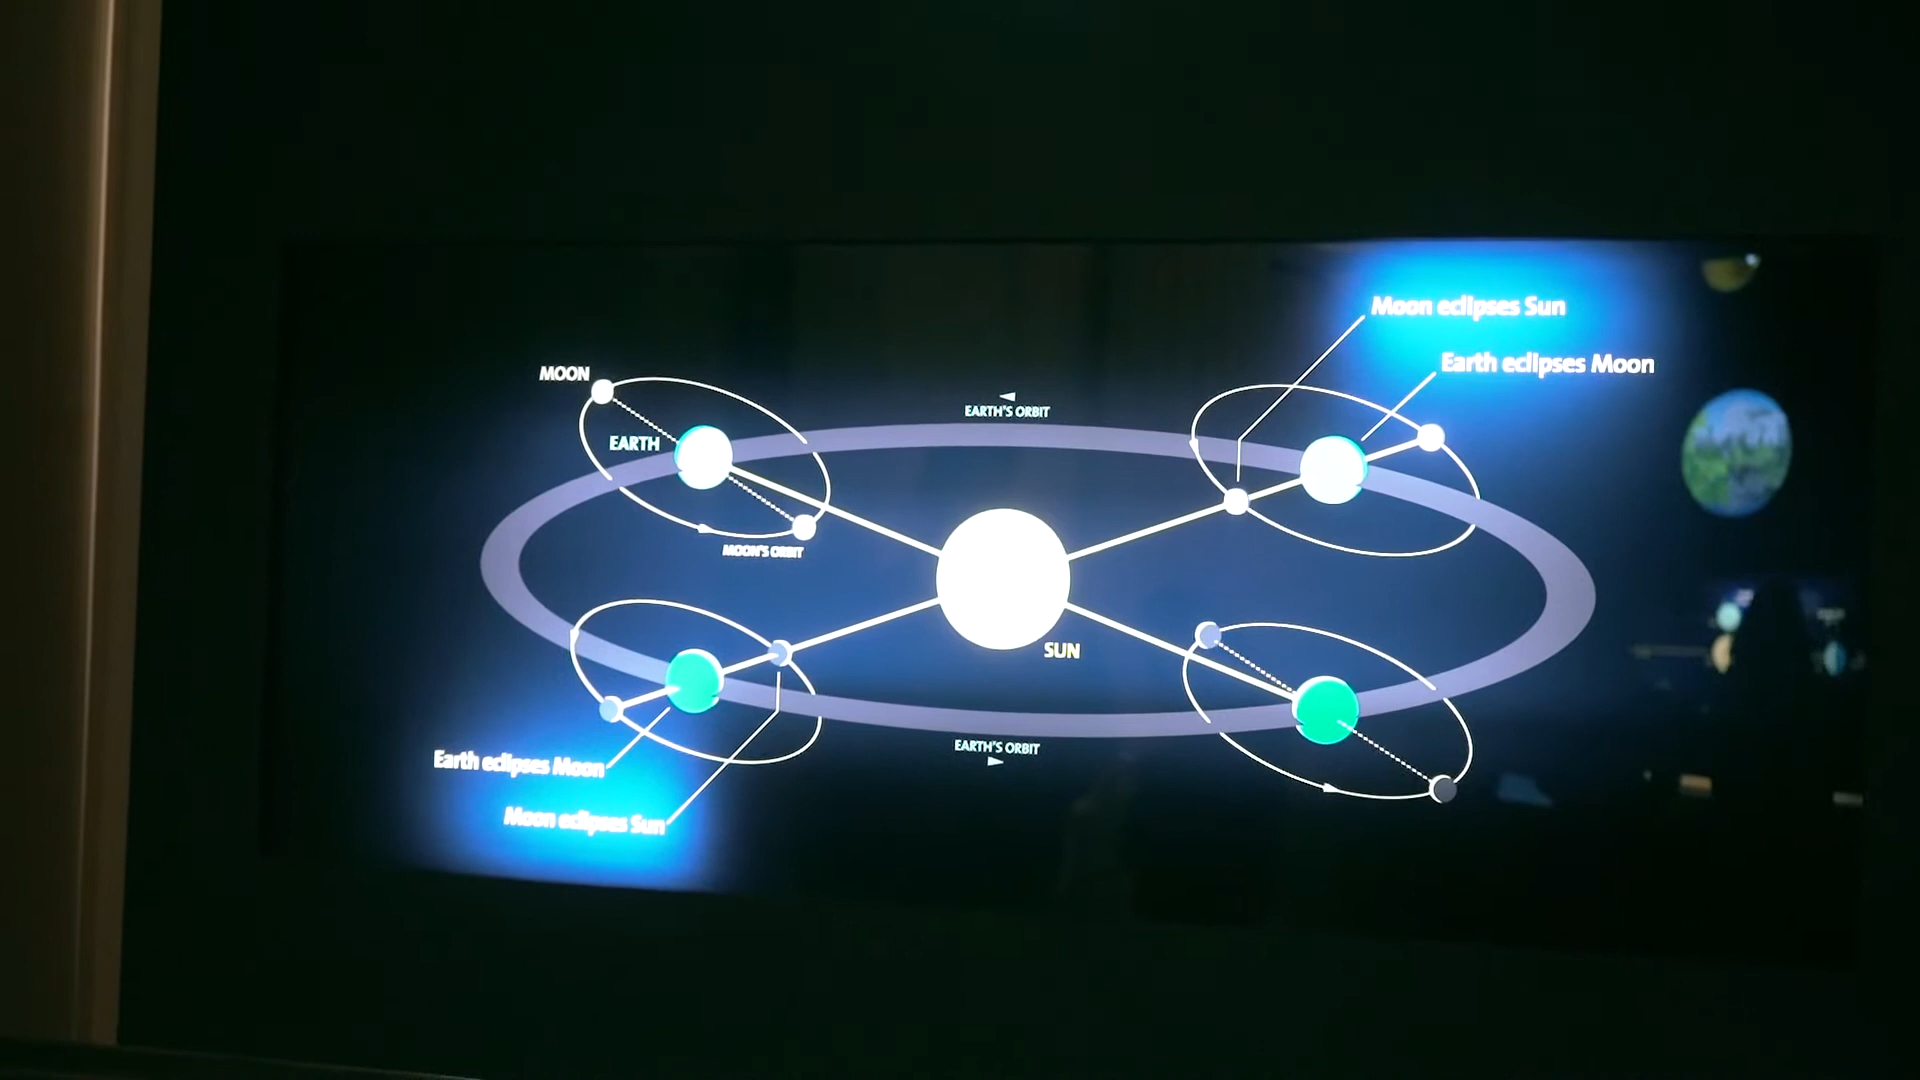 Moon eclipses Sun
Earth eclipses Moon
MOON
EARTH'S ORBIT
EARTH
MOON'S ORBIT
SUN
EARTH'S ORBIT
Earth eclipses Moon
Moon eclipses Sun